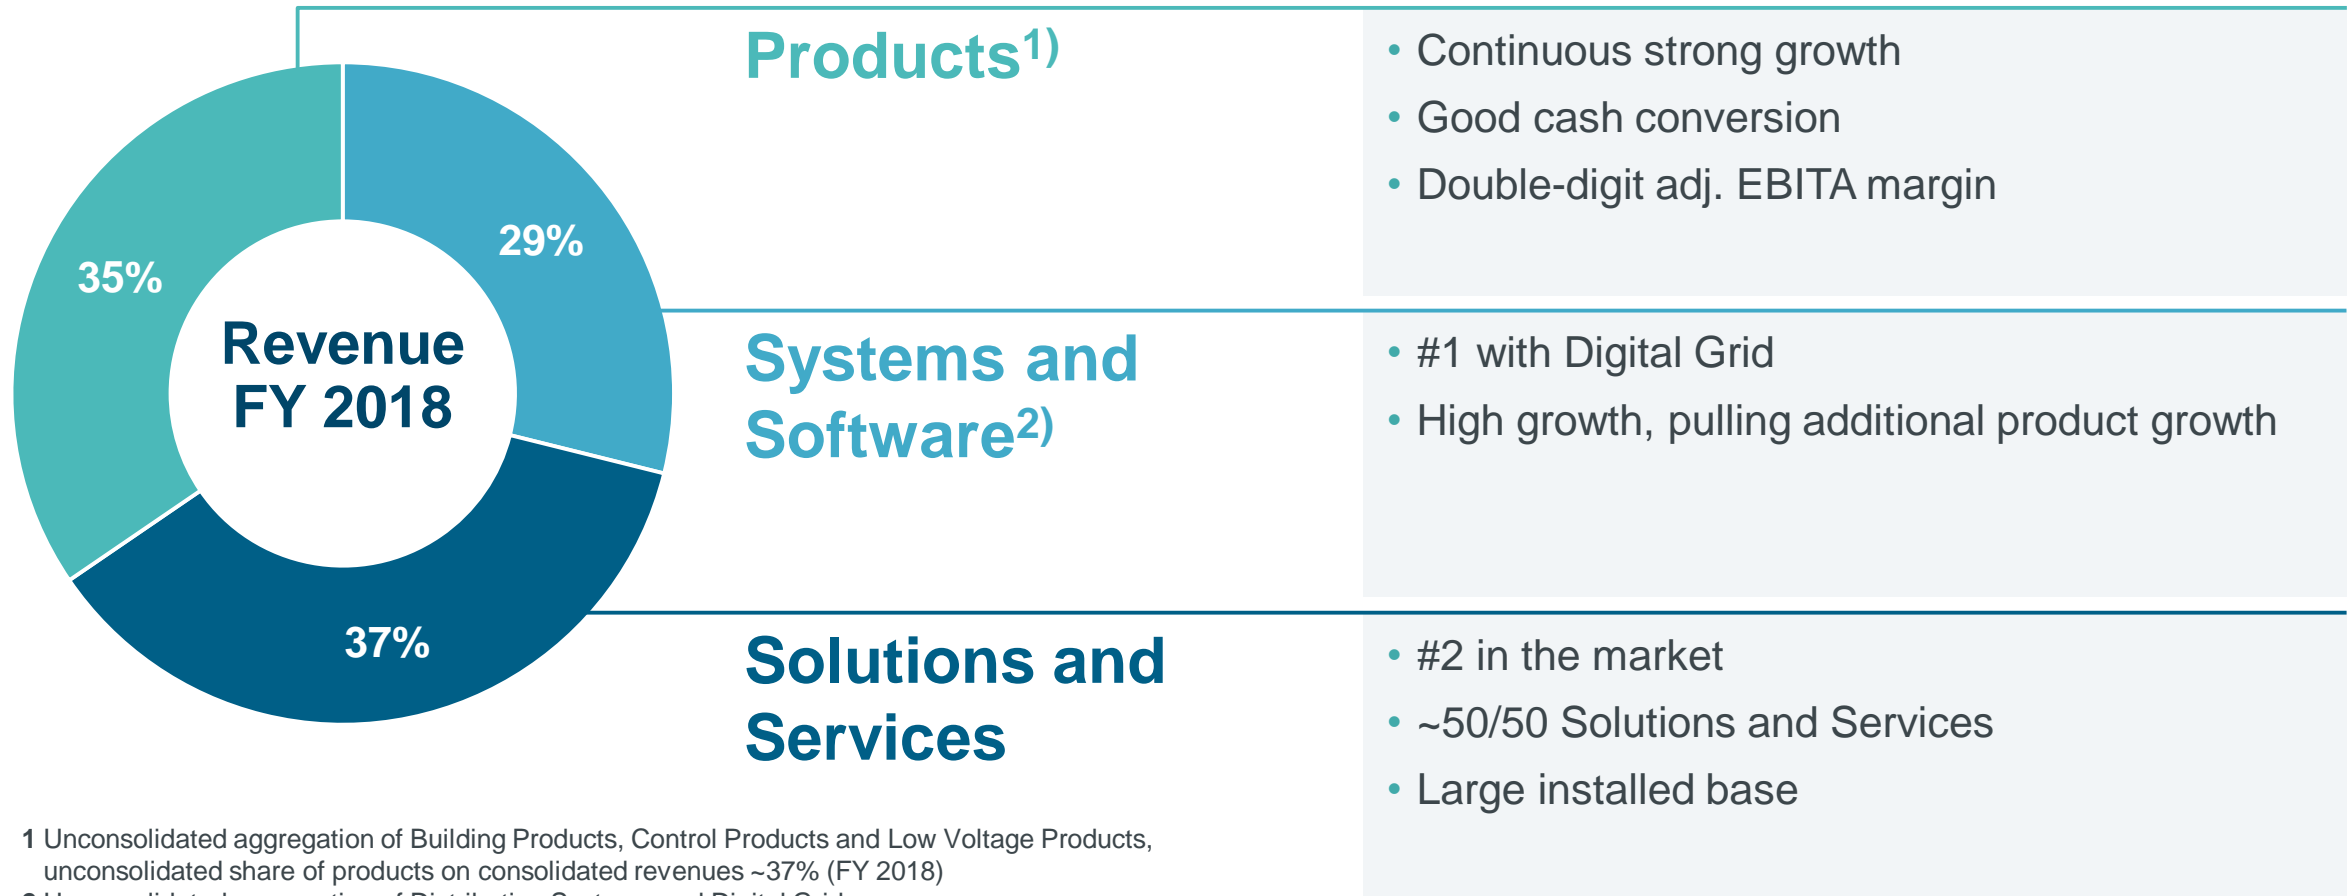 Products1)
• Continuous strong growth
• Good cash conversion
• Double-digit adj. EBITA margin
29%
35%
Revenue
FY 2018
37%
Systems and
Software2)
• #1 with Digital Grid
• High growth, pulling additional product growth
Solutions and
Services
• #2 in the market
• ~50/50 Solutions and Services
• Large installed base
1 Unconsolidated aggregation of Building Products, Control Products and Low Voltage Products,
unconsolidated share of products on consolidated revenues ~37% (FY 2018)